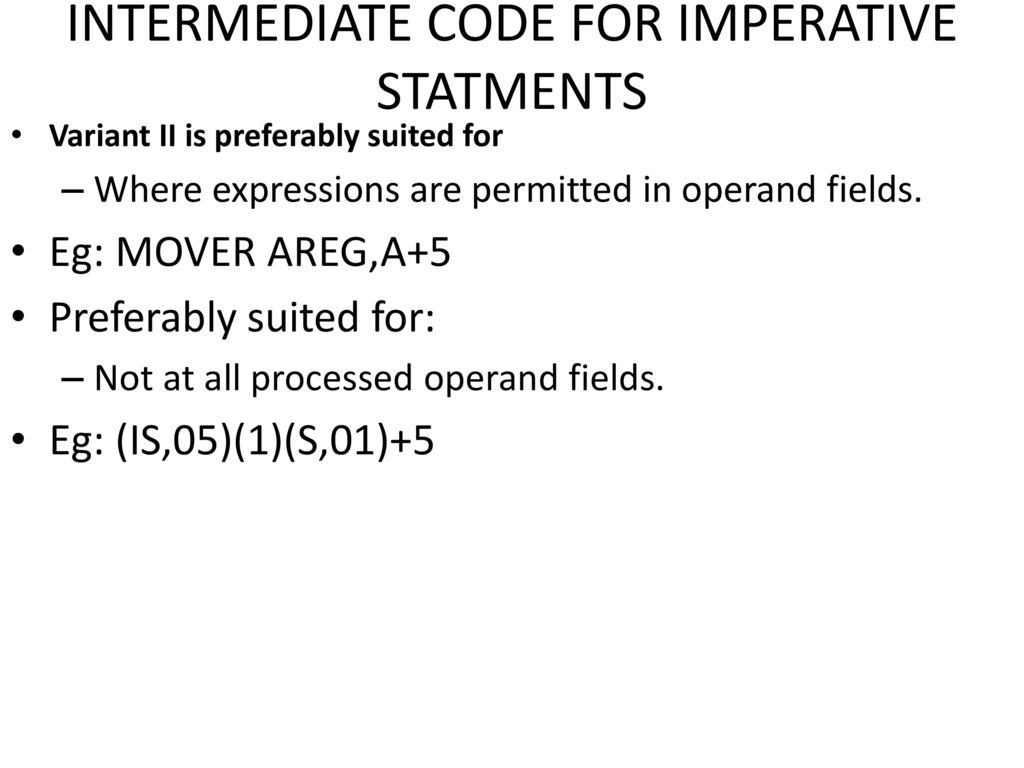 INTERMEDIATE CODE FOR IMPERATIVE
STATMENTS
• Variant II is preferably suited for
– Where expressions are permitted in operand fields.
• Eg: MOVER AREG,A+5
• Preferably suited for:
– Not at all processed operand fields.
• Eg: (IS,05)(1)(S,01)+5